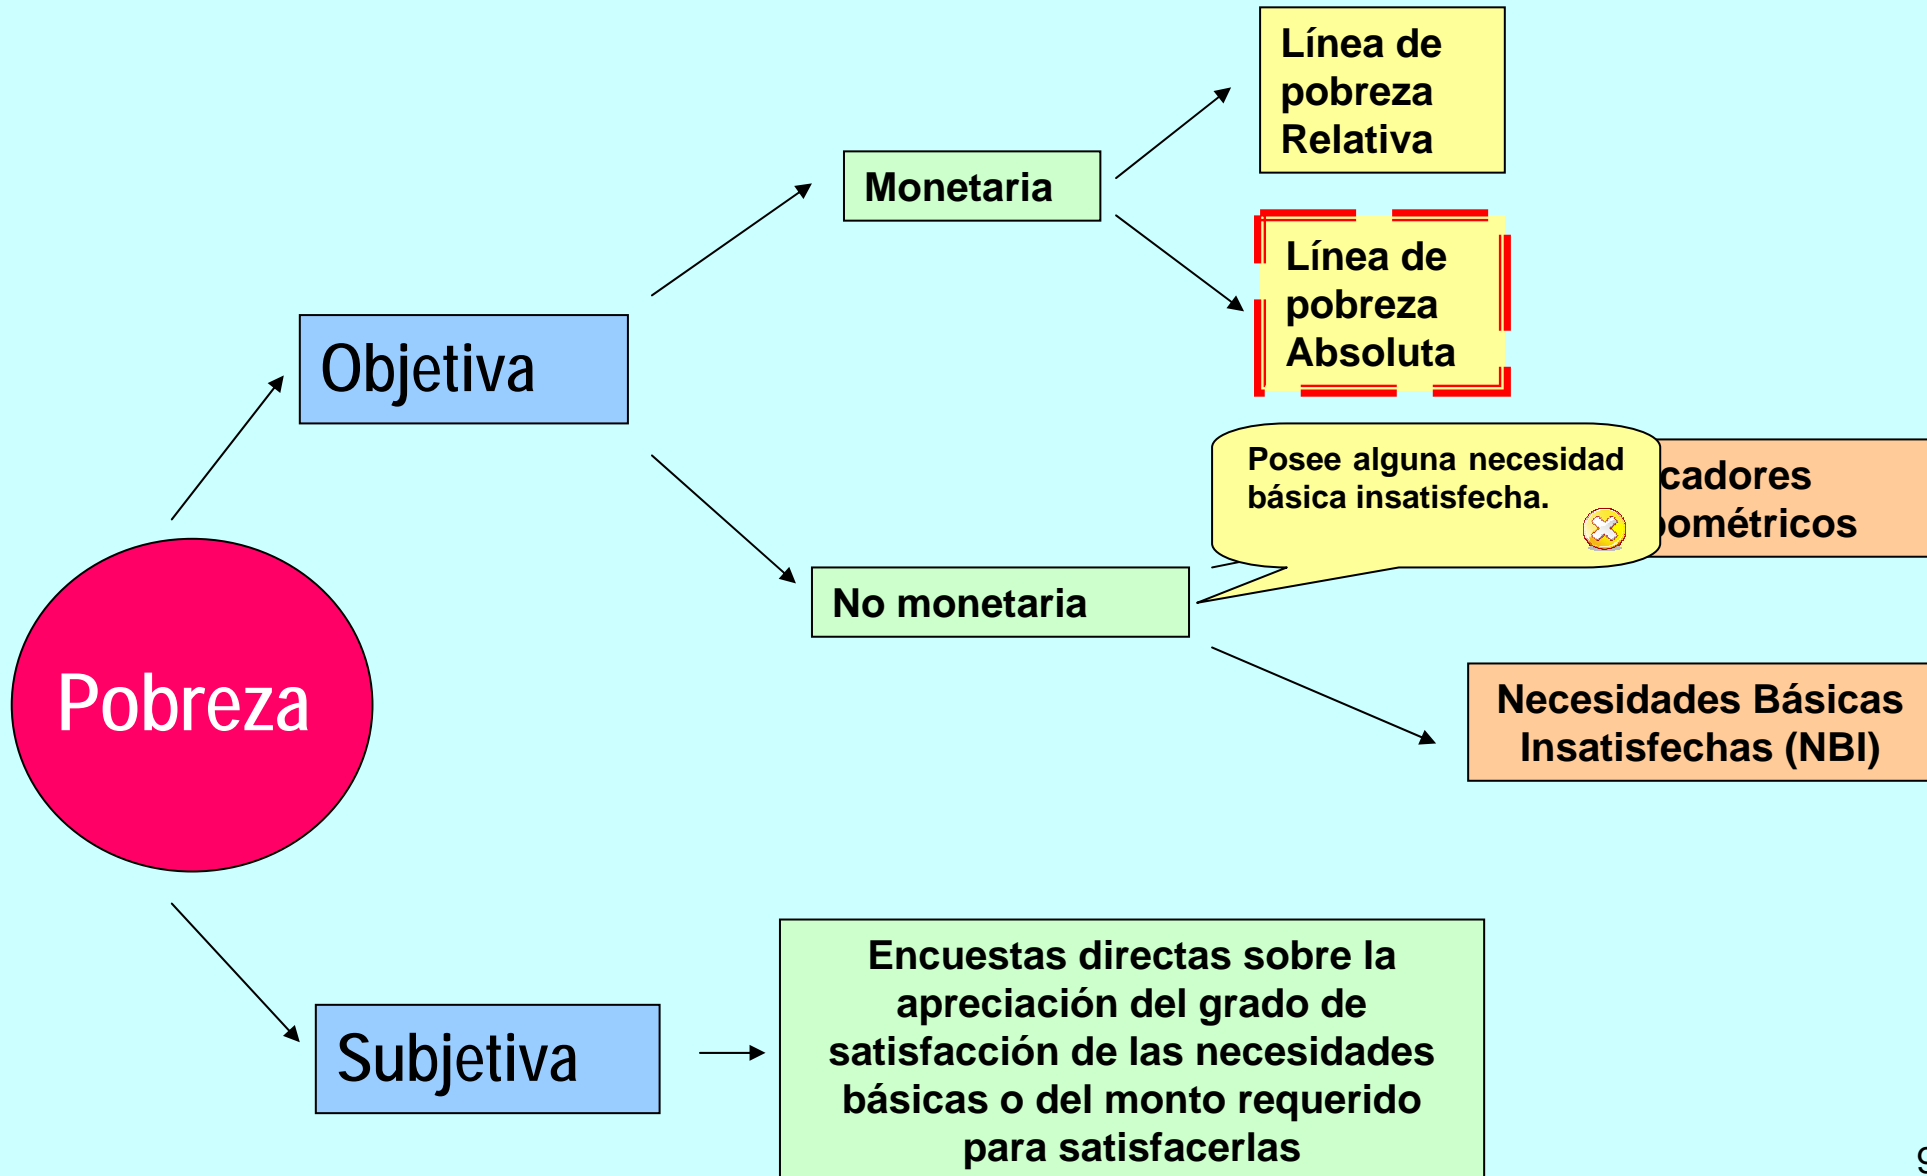 Línea de
pobreza
Relativa
Monetaria
Línea de
pobreza
Absoluta
Objetiva
Posee alguna necesidad
básica insatisfecha.
cadores
ométricos
No monetaria
Pobreza
Necesidades Básicas
Insatisfechas (NBI)
Subjetiva
Encuestas directas sobre la
apreciación del grado de
satisfacción de las necesidades
básicas o del monto requerido
para satisfacerlas